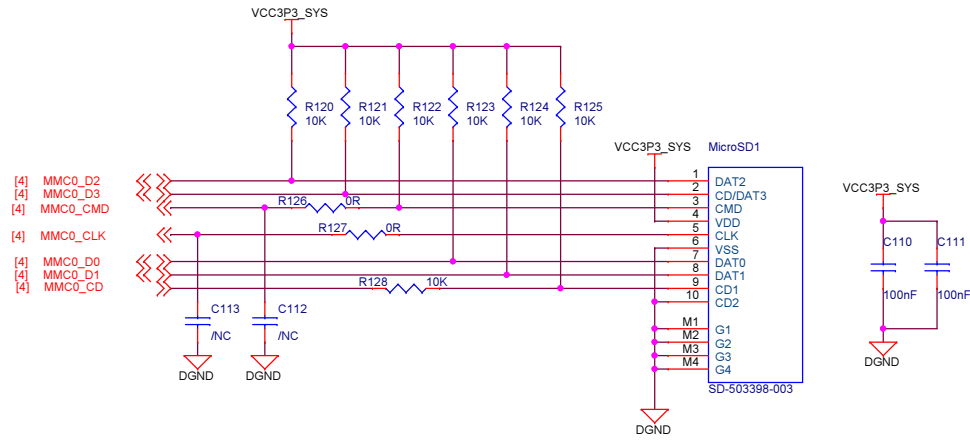 VCC3P3_SYS
R120
10K
R121
10K
R122
10K
R123
10K
R124
10K
R125
10K
VCC3P3_SYS
MicroSD1
[4] MMC0_D2
[4] MMC0_D3
[4] MMC0_CMD
[4] MMC0_CLK
[4] MMC0_D0
[4] MMC0_D1
[4] MMC0_CD
R126 0R
R127 0R
R128 10K
1 DAT2
2 CD/DAT3
3 CMD
4 VDD
5 CLK
6 VSS
7 DAT0
8 DAT1
9 CD1
10 CD2
M1 G1
M2 G2
M3 G3
M4 G4
SD-503398-003
C113
/NC
C112
/NC
DGND
DGND
DGND
VCC3P3_SYS
C110
100nF
C111
100nF
DGND